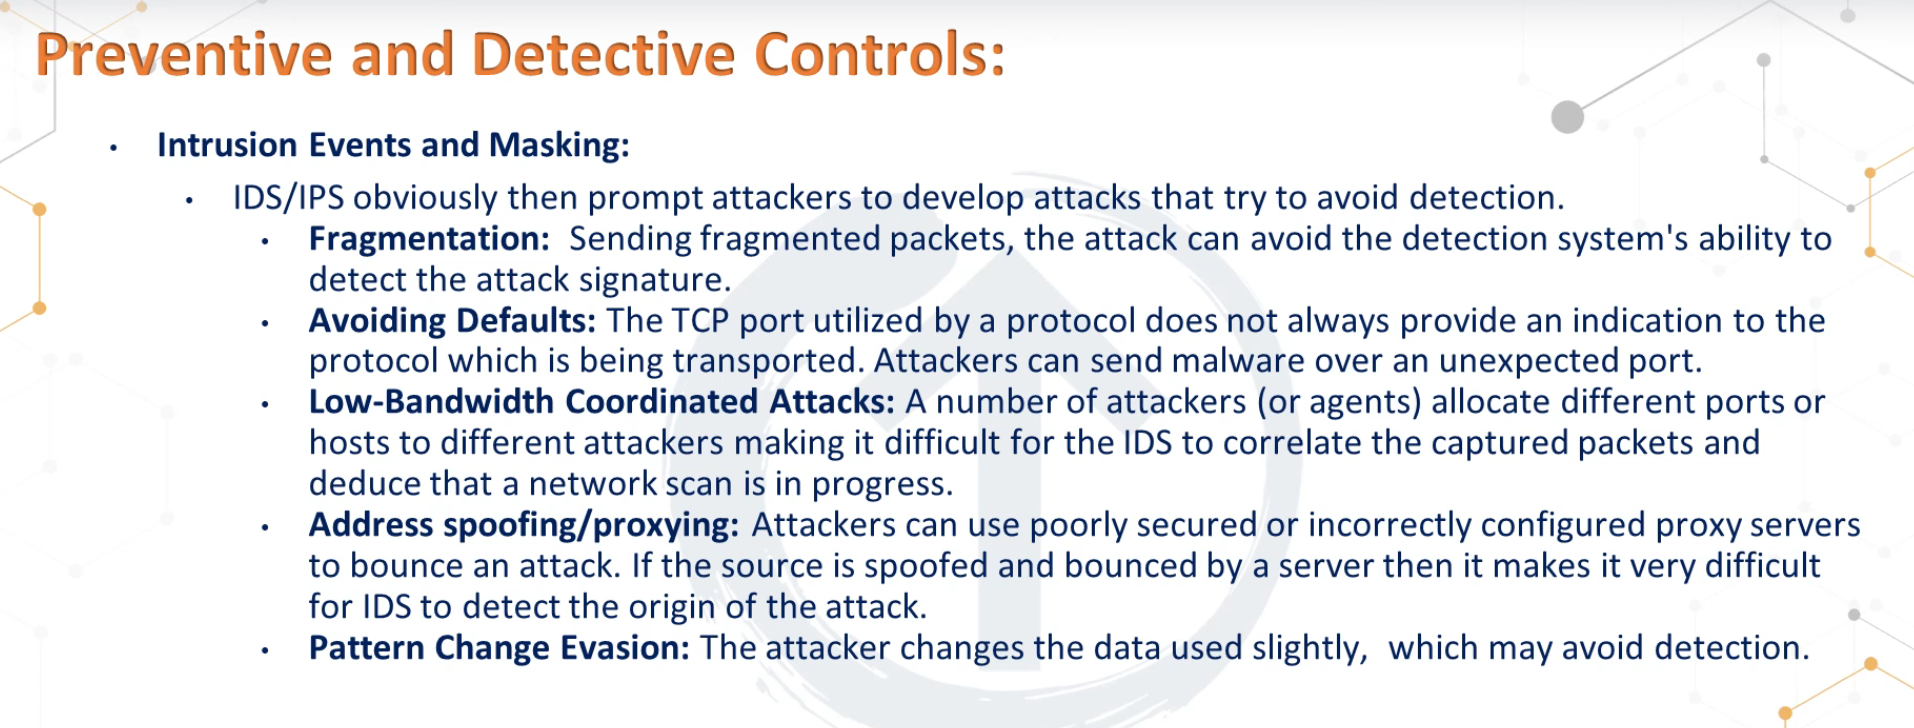 Preventive and Detective Controls:
• Intrusion Events and Masking:
• IDS/IPS obviously then prompt attackers to develop attacks that try to avoid detection.
• Fragmentation:  Sending fragmented packets, the attack can avoid the detection system's ability to
detect the attack signature.
• Avoiding Defaults: The TCP port utilized by a protocol does not always provide an indication to the
protocol which is being transported. Attackers can send malware over an unexpected port.
• Low-Bandwidth Coordinated Attacks: A number of attackers (or agents) allocate different ports or
hosts to different attackers making it difficult for the IDS to correlate the captured packets and
deduce that a network scan is in progress.
• Address spoofing/proxying: Attackers can use poorly secured or incorrectly configured proxy servers
to bounce an attack. If the source is spoofed and bounced by a server then it makes it very difficult
for IDS to detect the origin of the attack.
• Pattern Change Evasion: The attacker changes the data used slightly,  which may avoid detection.